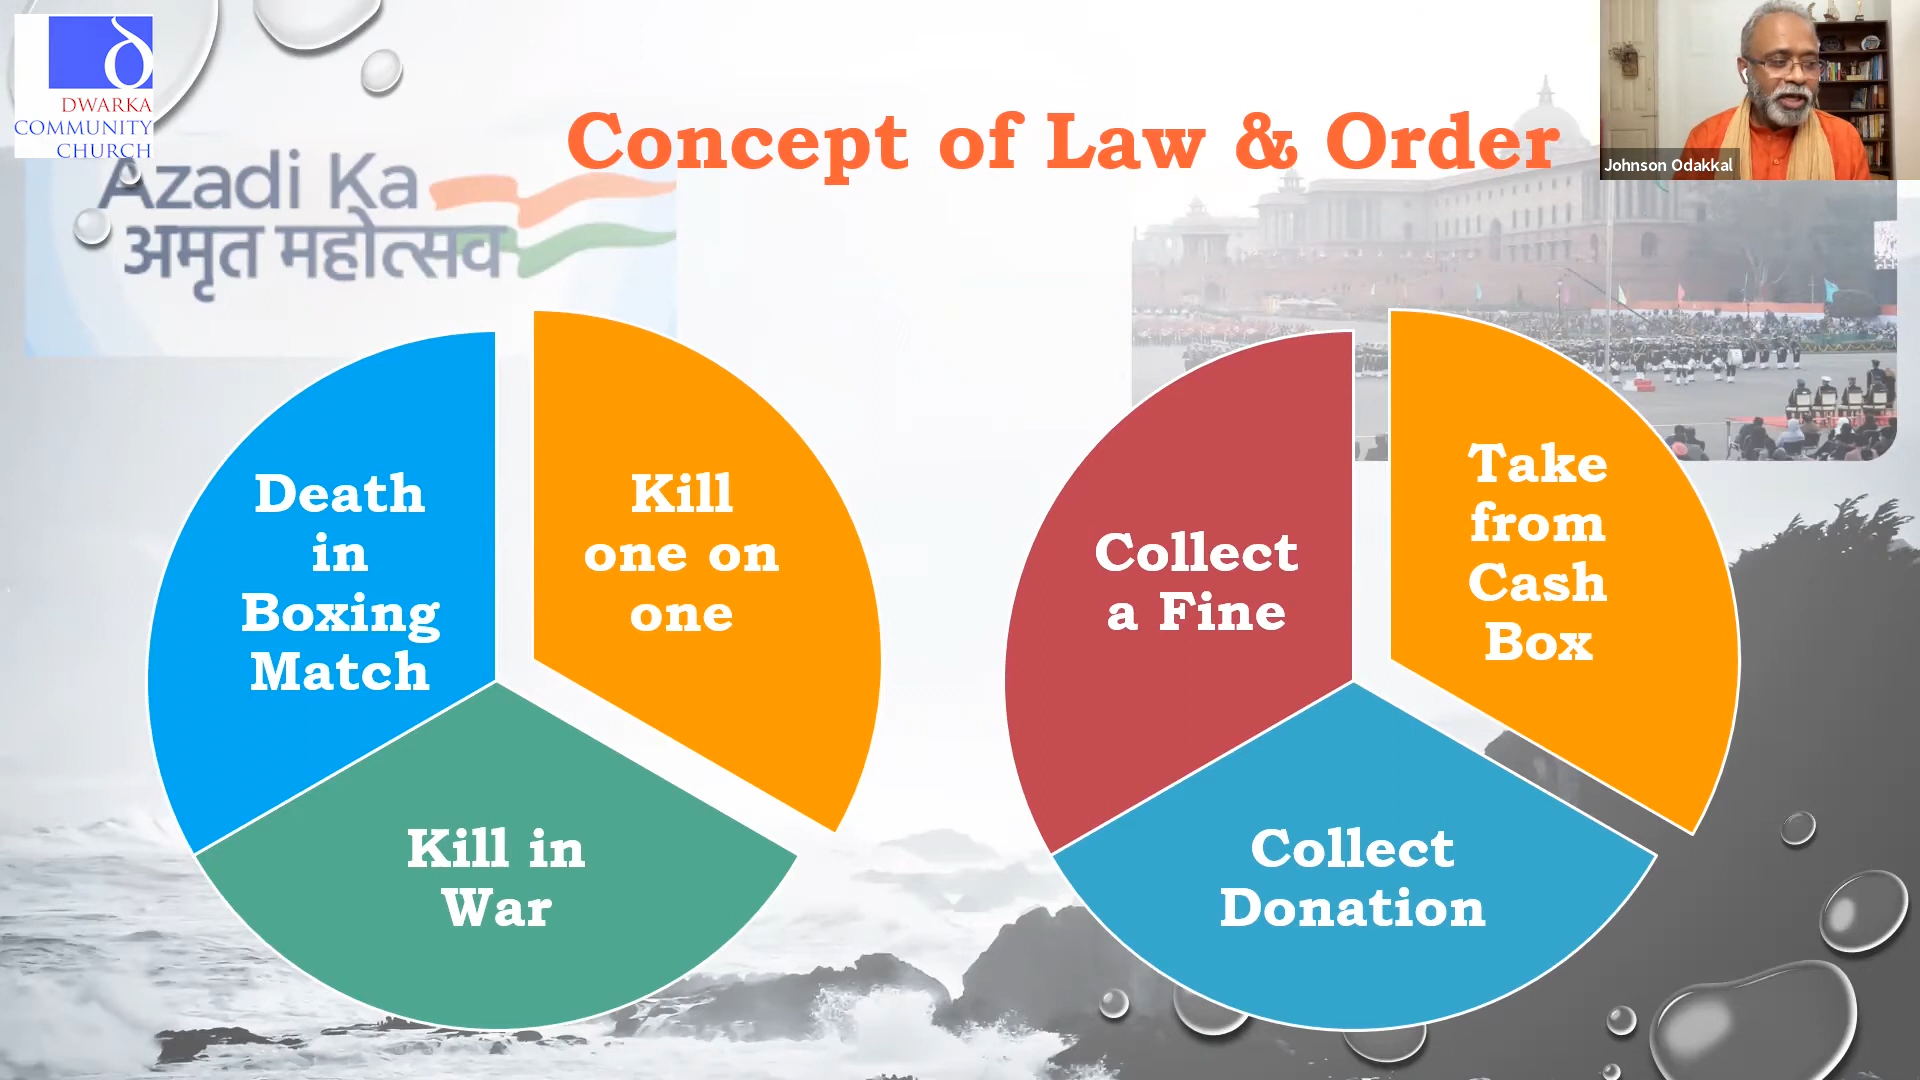 DWARKA
COMMUNITY
CHURCH
Azadi Ka
अमृत महोत्सव
Concept of Law & Order
Johnson Odakkal
Death
in
Boxing
Match
Kill
one on
one
Kill in
War
Collect
a Fine
Take
from
Cash
Box
Collect
Donation